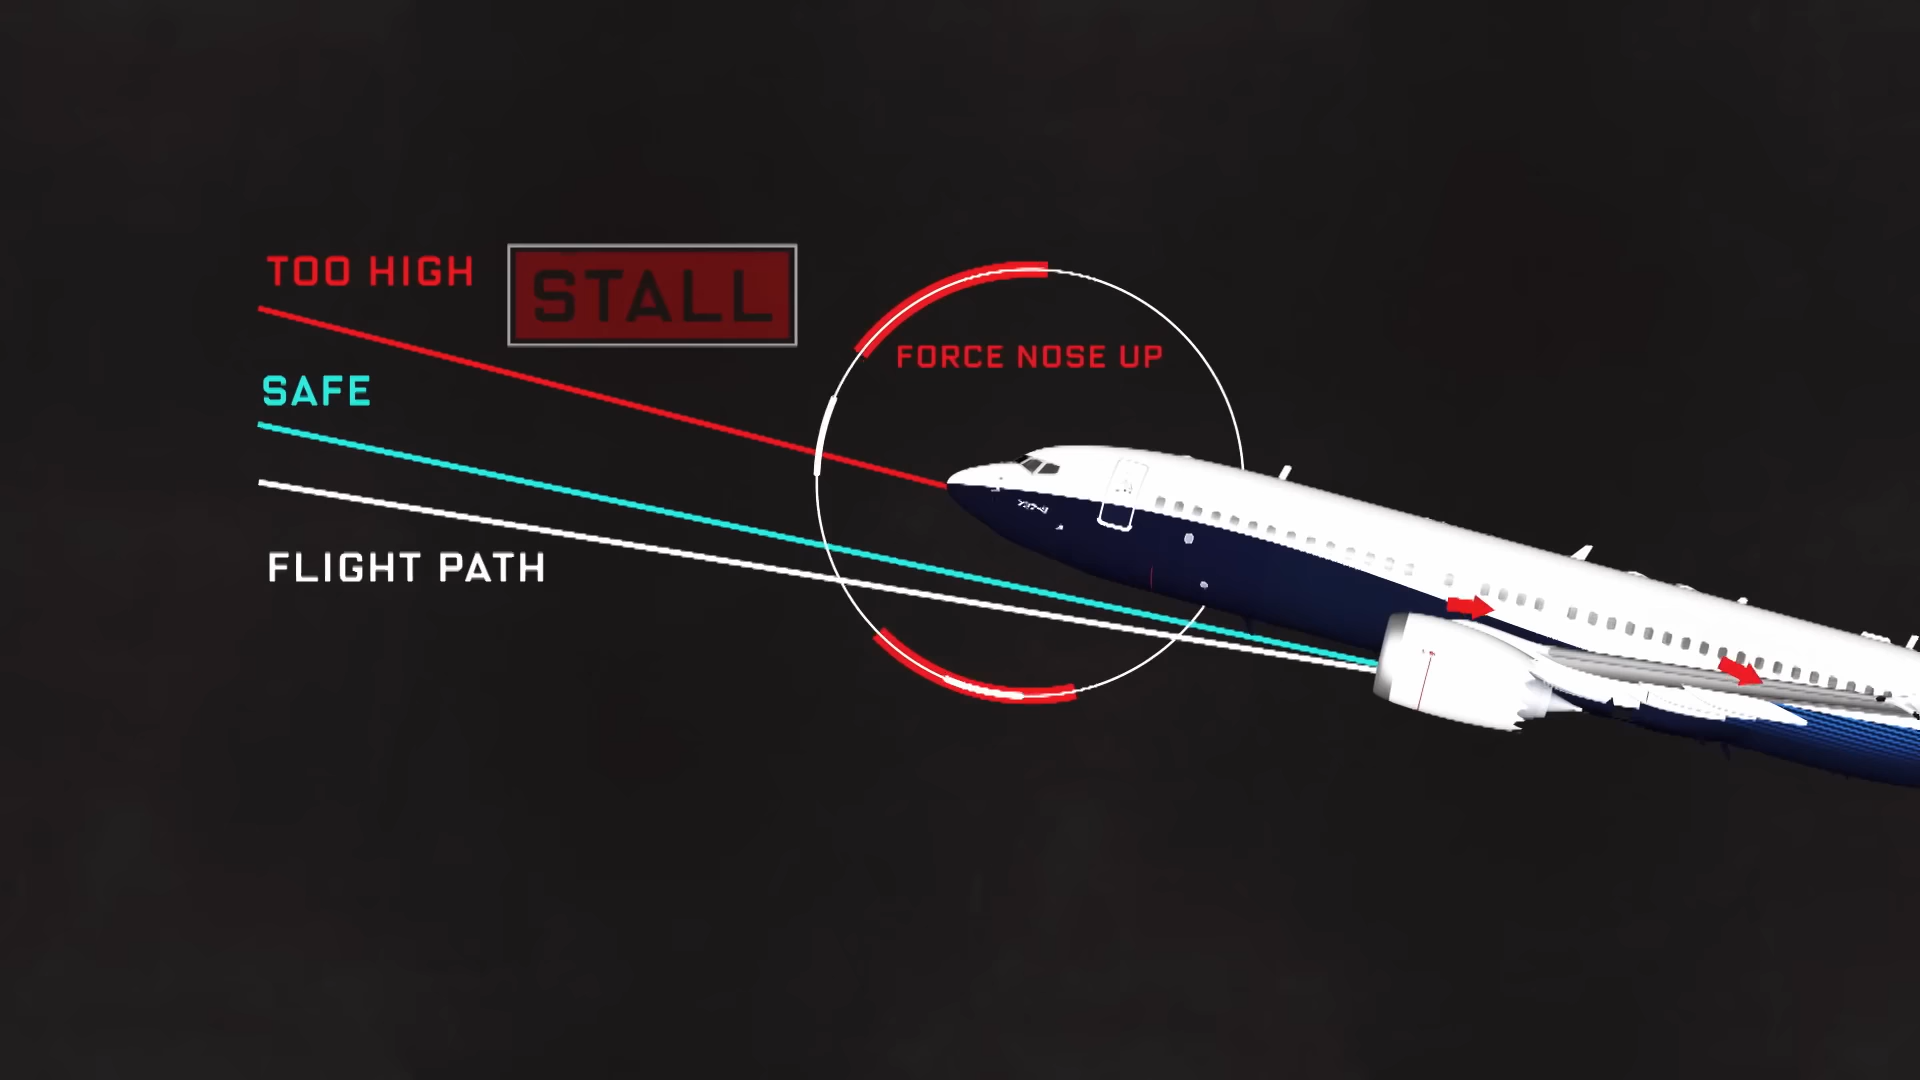 TOO HIGH
STALL
FORCE NOSE UP
SAFE
FLIGHT PATH